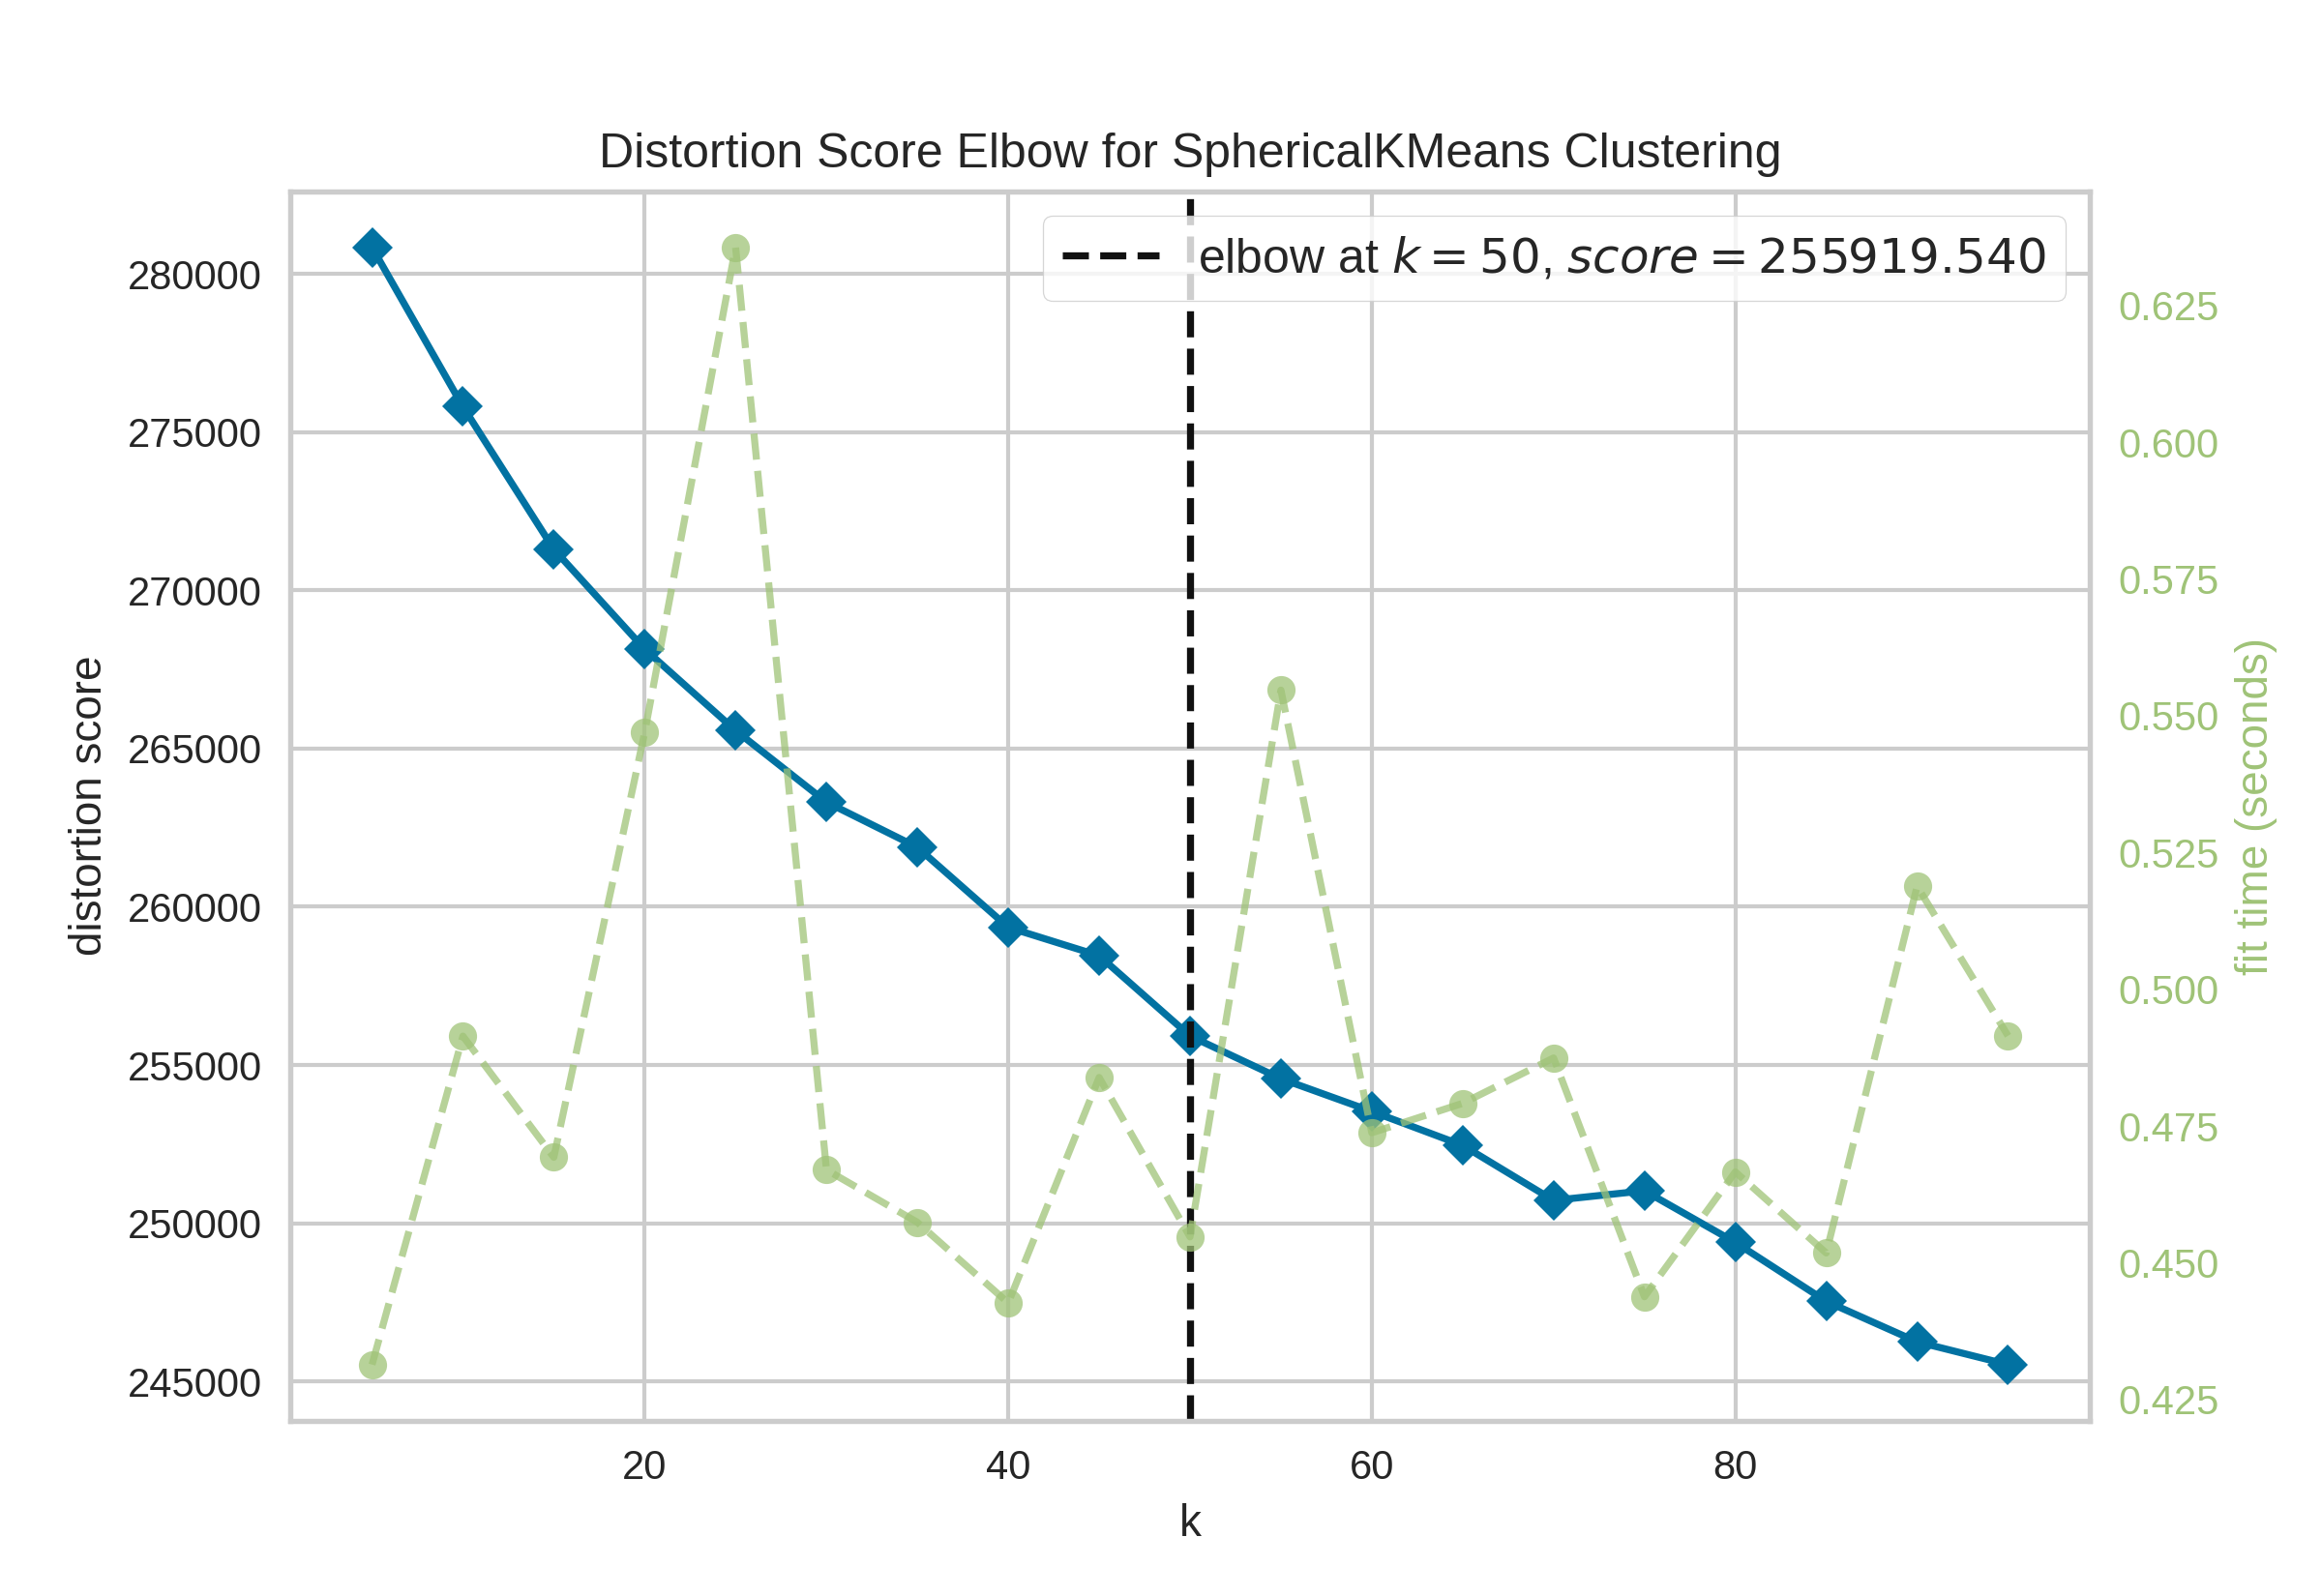 Distortion Score Elbow for SphericalKMeans Clustering
elbow at k = 50, score = 255919.540
distortion score
280000
275000
270000
265000
260000
255000
250000
245000
0.625
0.600
0.575
0.550
0.525
0.500
0.475
0.450
0.425
fit time (seconds)
20 40 60 80
k